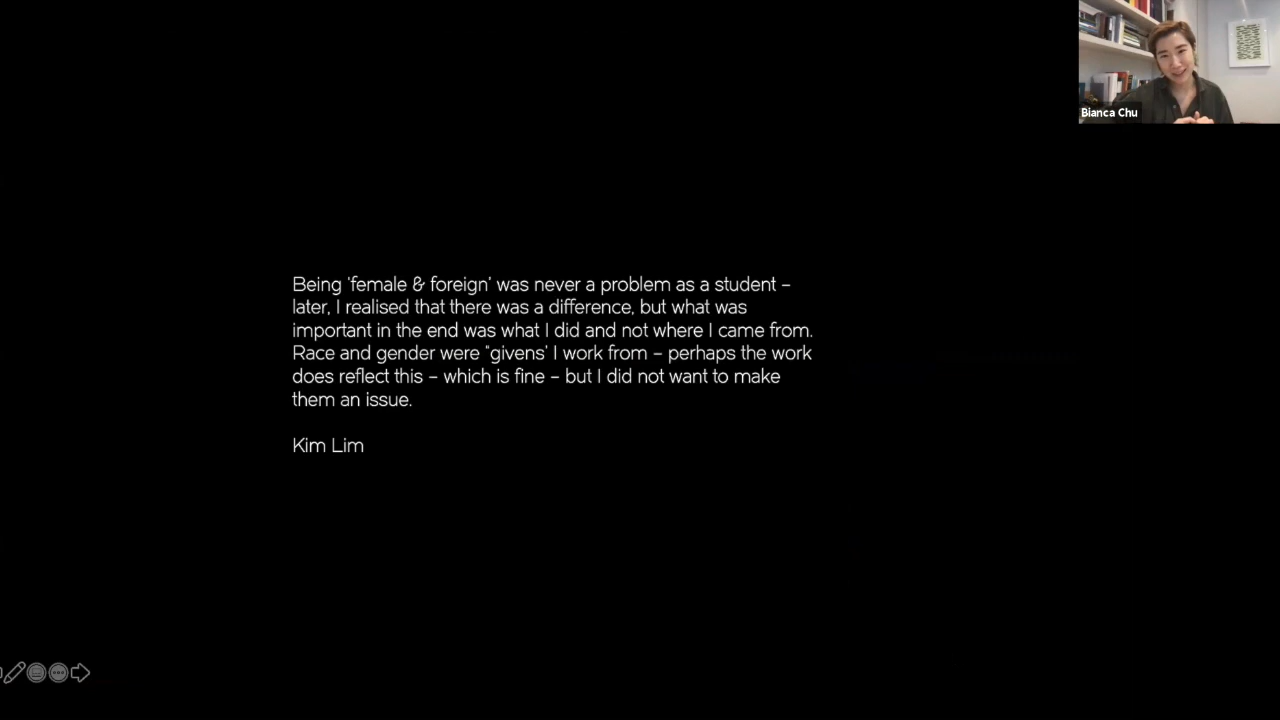 Bianca Chu
Being 'female & foreign' was never a problem as a student –
later, I realised that there was a difference, but what was
important in the end was what I did and not where I came from.
Race and gender were "givens' I work from – perhaps the work
does reflect this – which is fine – but I did not want to make
them an issue.
Kim Lim